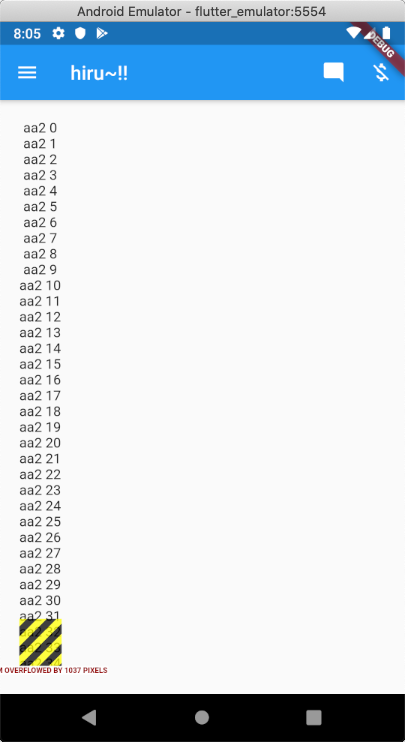 Android Emulator - flutter_emulator:5554
8:05
DEBUG
hiru~!!
aa2 0
aa2 1
aa2 2
aa2 3
aa2 4
aa2 5
aa2 6
aa2 7
aa2 8
aa2 9
aa2 10
aa2 11
aa2 12
aa2 13
aa2 14
aa2 15
aa2 16
aa2 17
aa2 18
aa2 19
aa2 20
aa2 21
aa2 22
aa2 23
aa2 24
aa2 25
aa2 26
aa2 27
aa2 28
aa2 29
aa2 30
aa2 31
OVERFLOWED BY 1037 PIXELS